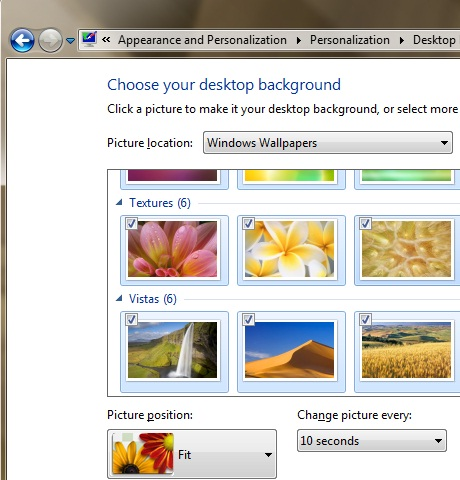 « Appearance and Personalization ▸ Personalization ▸ Desktop
Choose your desktop background
Click a picture to make it your desktop background, or select more
Picture location: Windows Wallpapers
Textures (6)
Vistas (6)
Picture position: Change picture every:
Fit 10 seconds